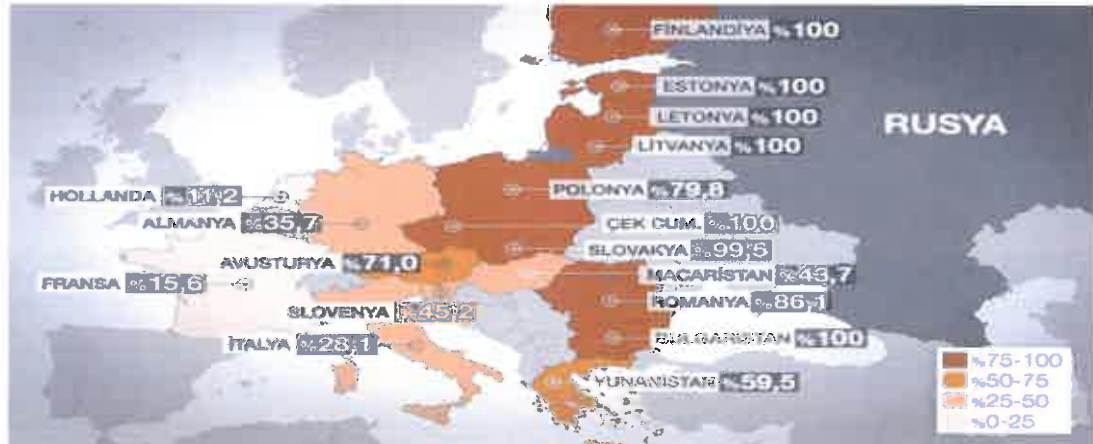 FİNLANDİYA %100
ESTONYA %100
LETONYA %100
RUSYA
LİTVANYA %100
HOLLANDA %11,2
POLONYA %79,8
ALMANYA %35,7
ÇEK CUM. %100
SLOVAKYA %99,5
AVUSTURYA %71,0
MACARİSTAN %43,7
FRANSA %15,6
ROMANYA %86,1
SLOVENYA %45,2
BULGARİSTAN %100
İTALYA %28,1
YUNANİSTAN %59,5
%75-100
%50-75
%25-50
%0-25